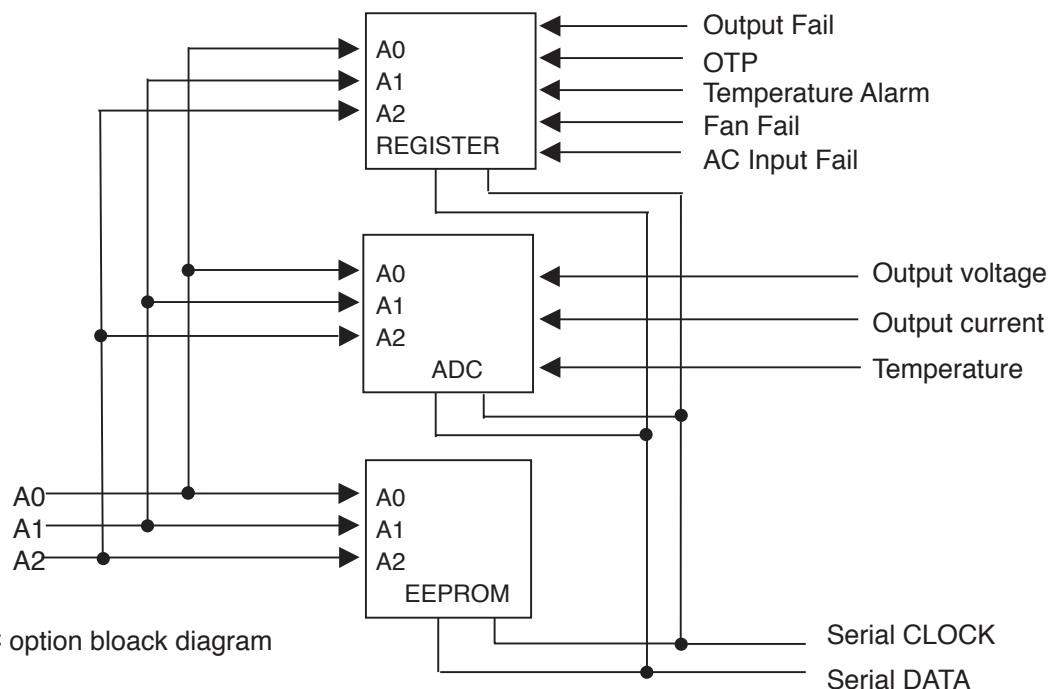 Output Fail
OTP
Temperature Alarm
Fan Fail
AC Input Fail
A0
A1
A2
REGISTER
A0
A1
A2
ADC
Output voltage
Output current
Temperature
A0
A1
A2
A0
A1
A2
EEPROM
option bloack diagram
Serial CLOCK
Serial DATA